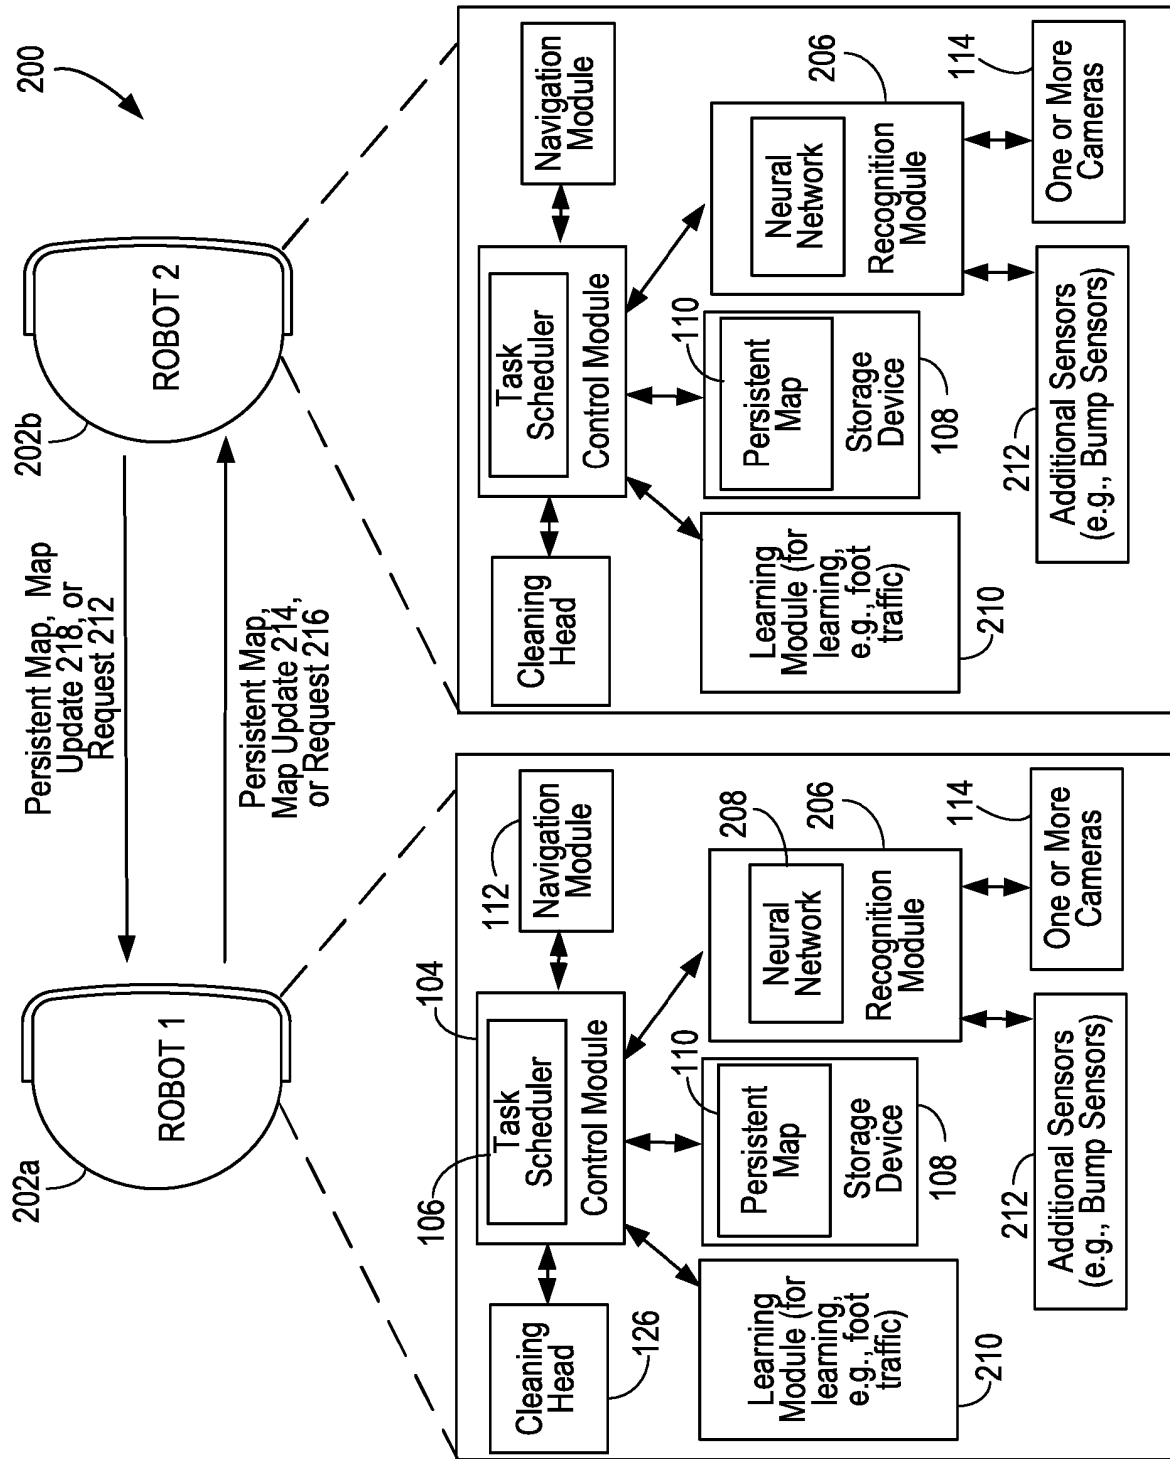 200
202a
ROBOT 1
202b
ROBOT 2
Persistent Map, Map
Update 218, or
Request 212
Persistent Map,
Map Update 214,
or Request 216
Cleaning
Head
126
106
Task
Scheduler
Control Module
104
112
Navigation
Module
Learning
Module (for
learning,
e.g., foot
traffic)
210
110
Persistent
Map
Storage
Device
108
208
Neural
Network
Recognition
Module
206
212
Additional Sensors
(e.g., Bump Sensors)
114
One or More
Cameras
Cleaning
Head
Task
Scheduler
Control Module
Navigation
Module
Learning
Module (for
learning,
e.g., foot
traffic)
210
110
Persistent
Map
Storage
Device
108
Neural
Network
Recognition
Module
206
212
Additional Sensors
(e.g., Bump Sensors)
114
One or More
Cameras